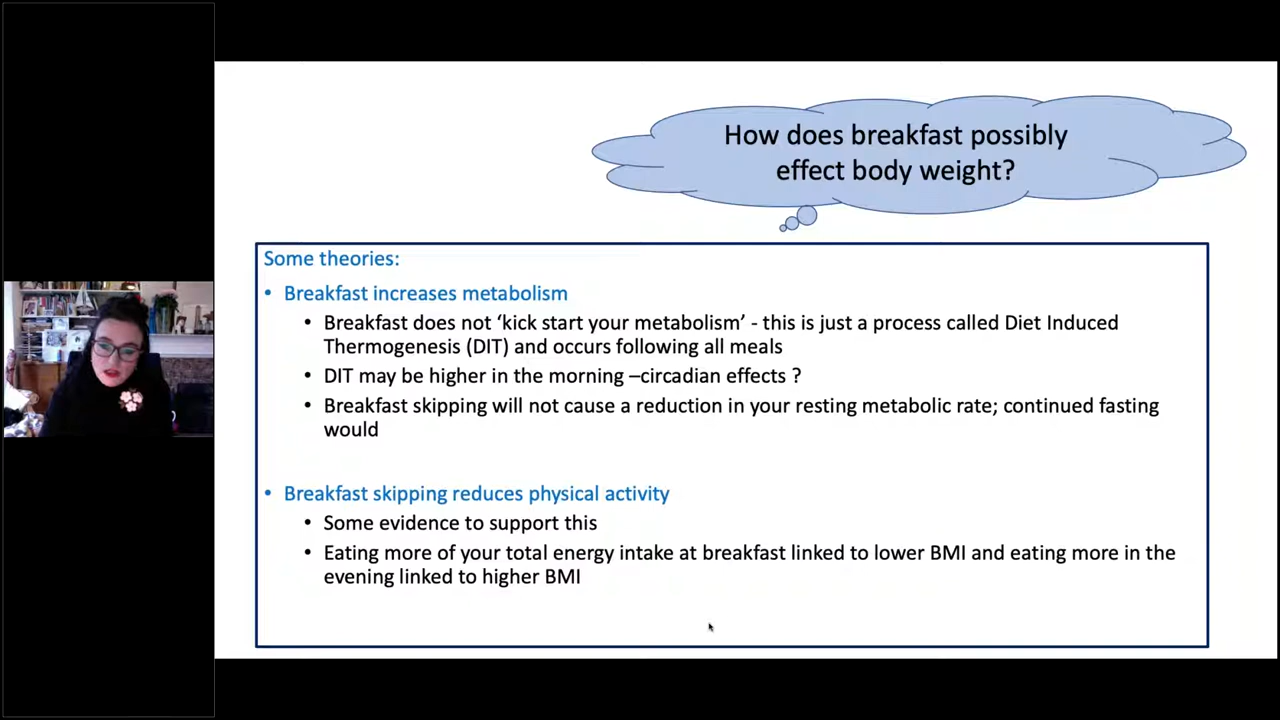 How does breakfast possibly
effect body weight?
Some theories:
• Breakfast increases metabolism
• Breakfast does not ‘kick start your metabolism’ - this is just a process called Diet Induced
Thermogenesis (DIT) and occurs following all meals
• DIT may be higher in the morning –circadian effects ?
• Breakfast skipping will not cause a reduction in your resting metabolic rate; continued fasting
would
• Breakfast skipping reduces physical activity
• Some evidence to support this
• Eating more of your total energy intake at breakfast linked to lower BMI and eating more in the
evening linked to higher BMI